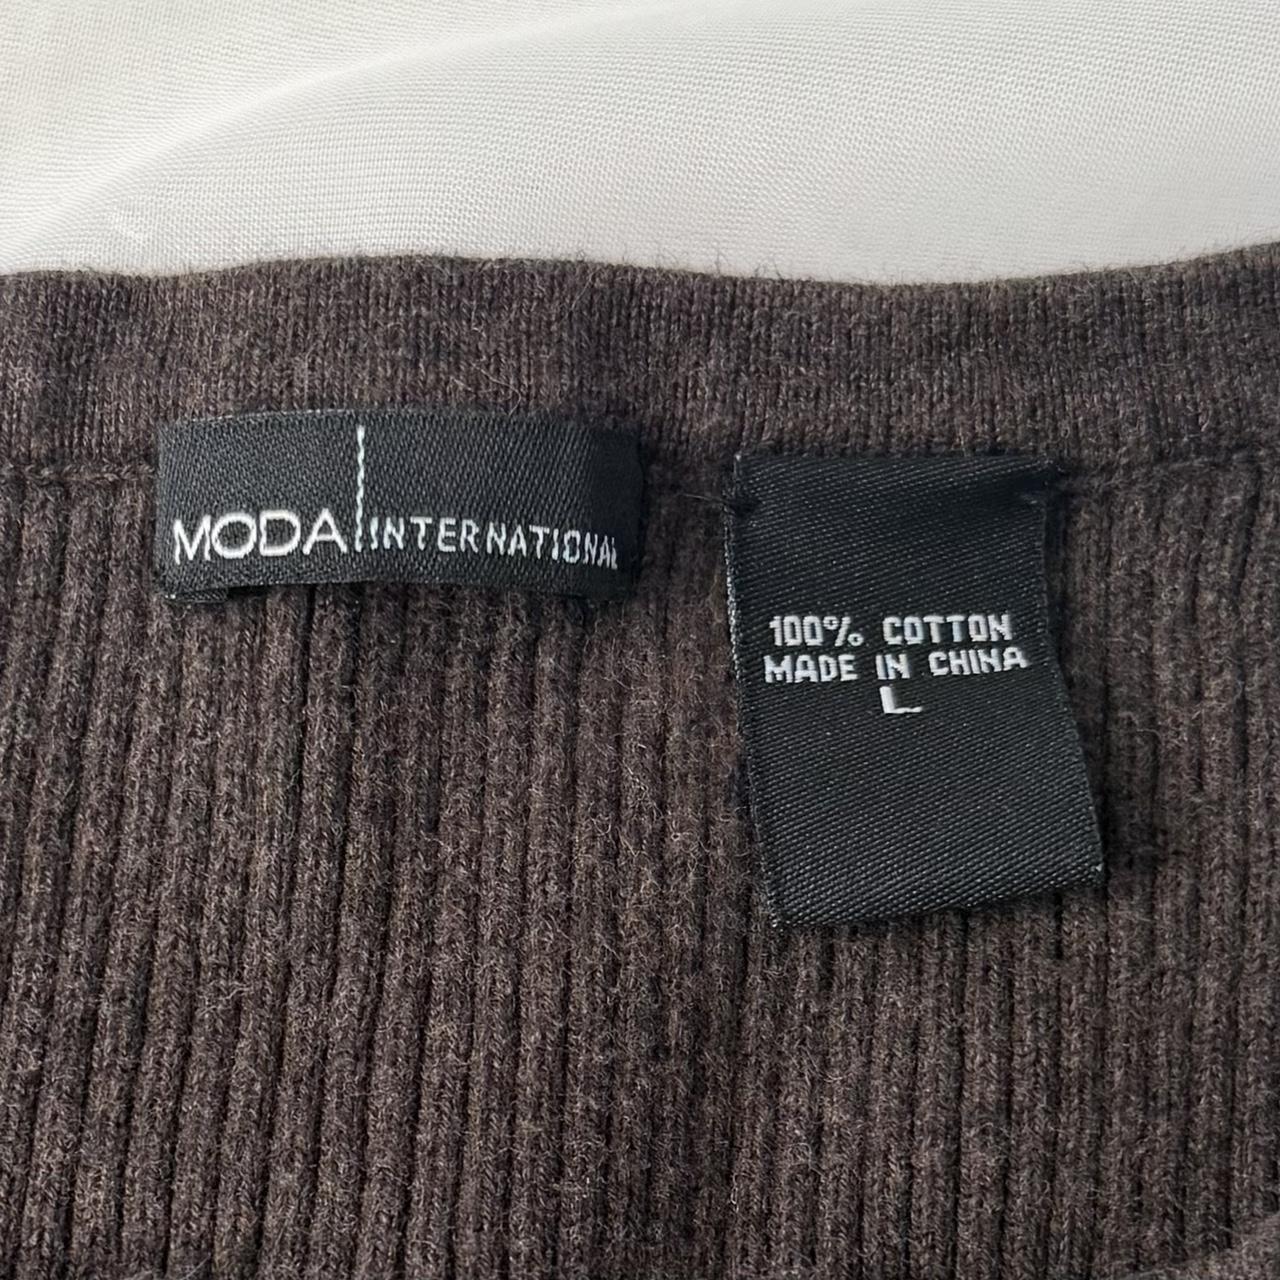 MODA | INTERNATIONAL
100% COTTON
MADE IN CHINA
L